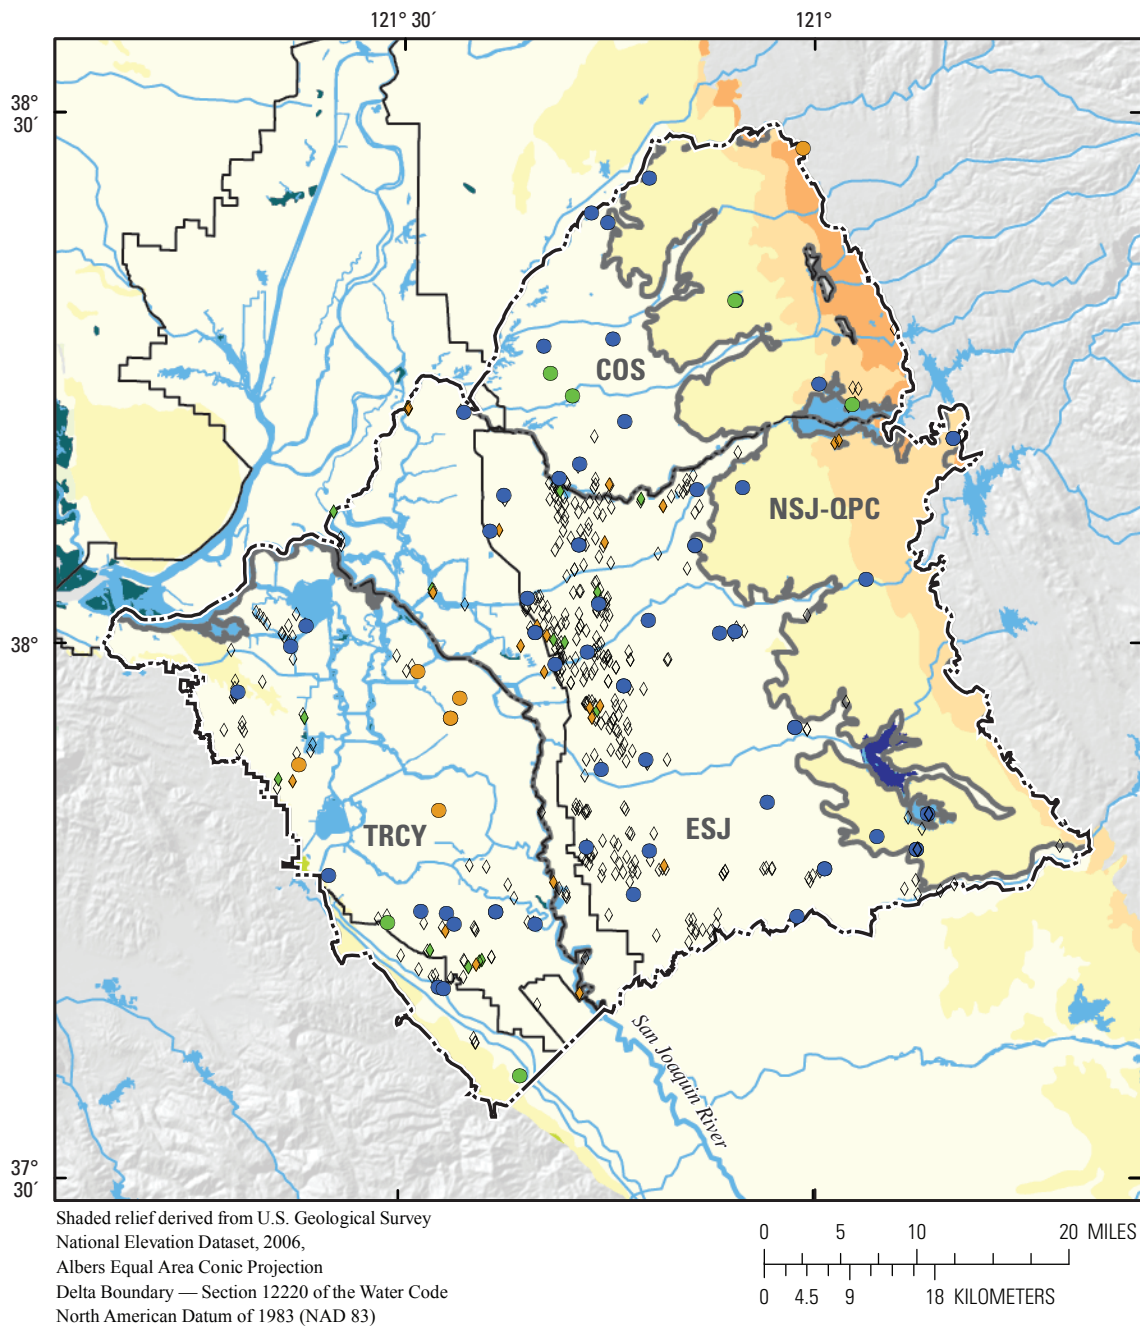 121° 30´
121°
38°
30´
COS
NSJ-QPC
38°
TRCY
ESJ
San Joaquin River
37°
30´
Shaded relief derived from U.S. Geological Survey
National Elevation Dataset, 2006,
Albers Equal Area Conic Projection
Delta Boundary — Section 12220 of the Water Code
North American Datum of 1983 (NAD 83)
0 5 10 20 MILES
0 4.5 9 18 KILOMETERS